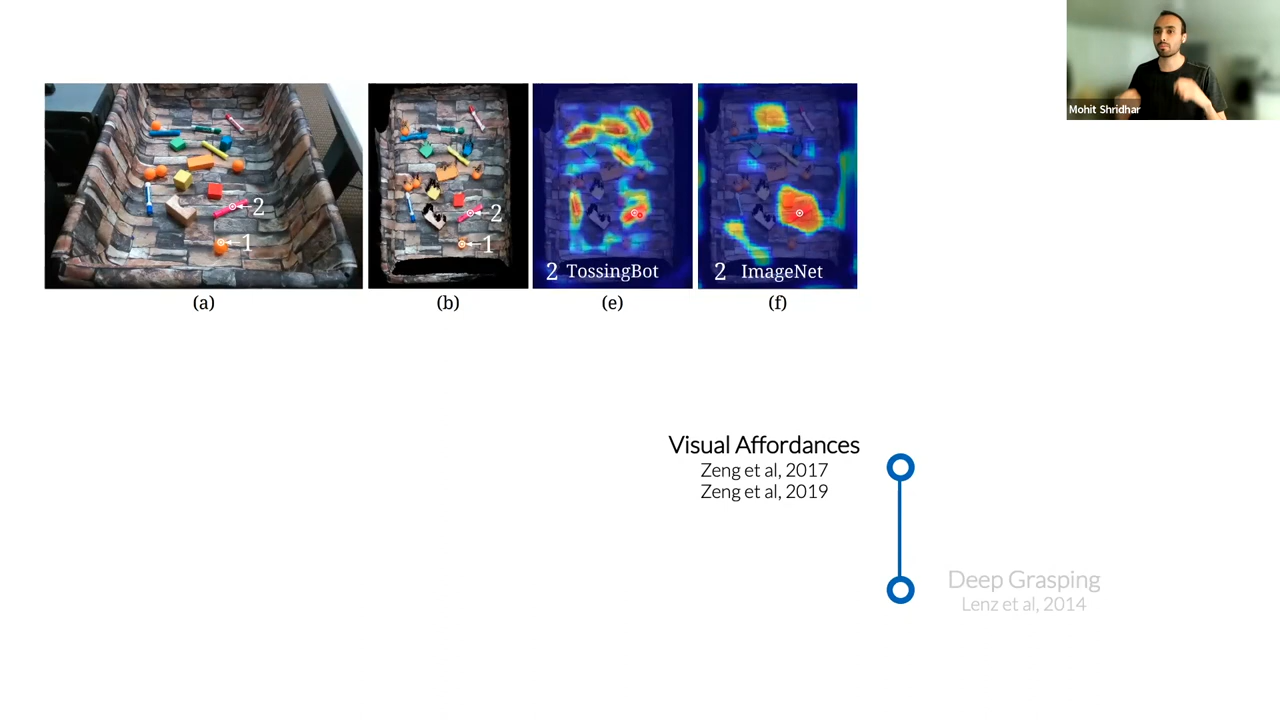 Mohit Shridhar
2
1
2
1
2 TossingBot
2 ImageNet
(a)
(b)
(e)
(f)
Visual Affordances
Zeng et al, 2017
Zeng et al, 2019
Deep Grasping
Lenz et al, 2014